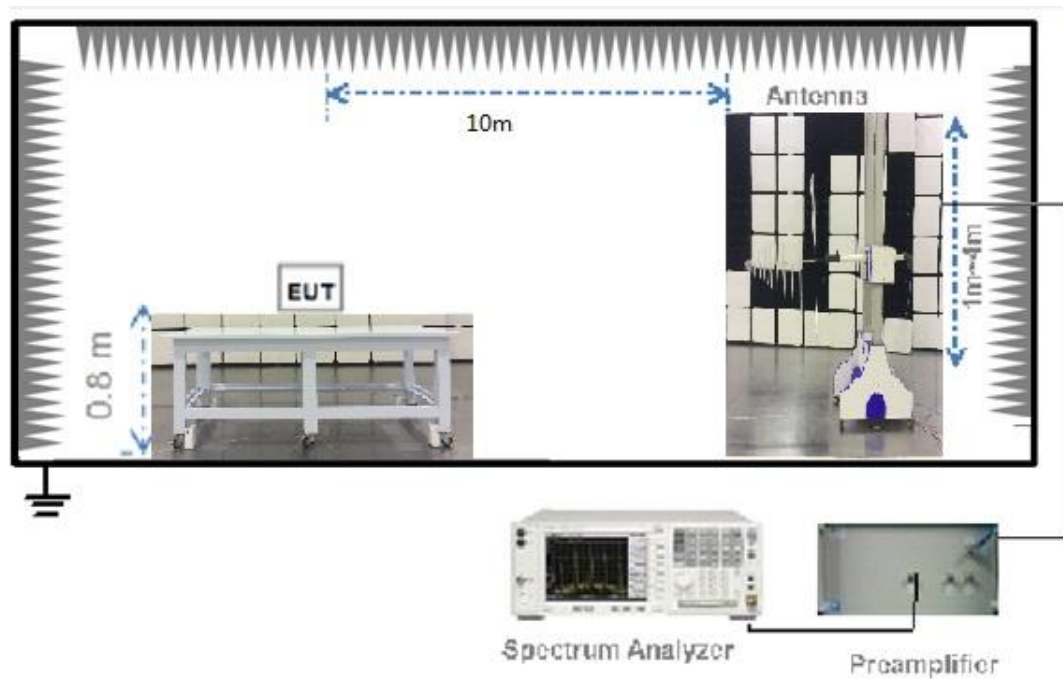 Antenna
10m
1m-4m
EUT
0.8 m
Spectrum Analyzer
Preamplifier